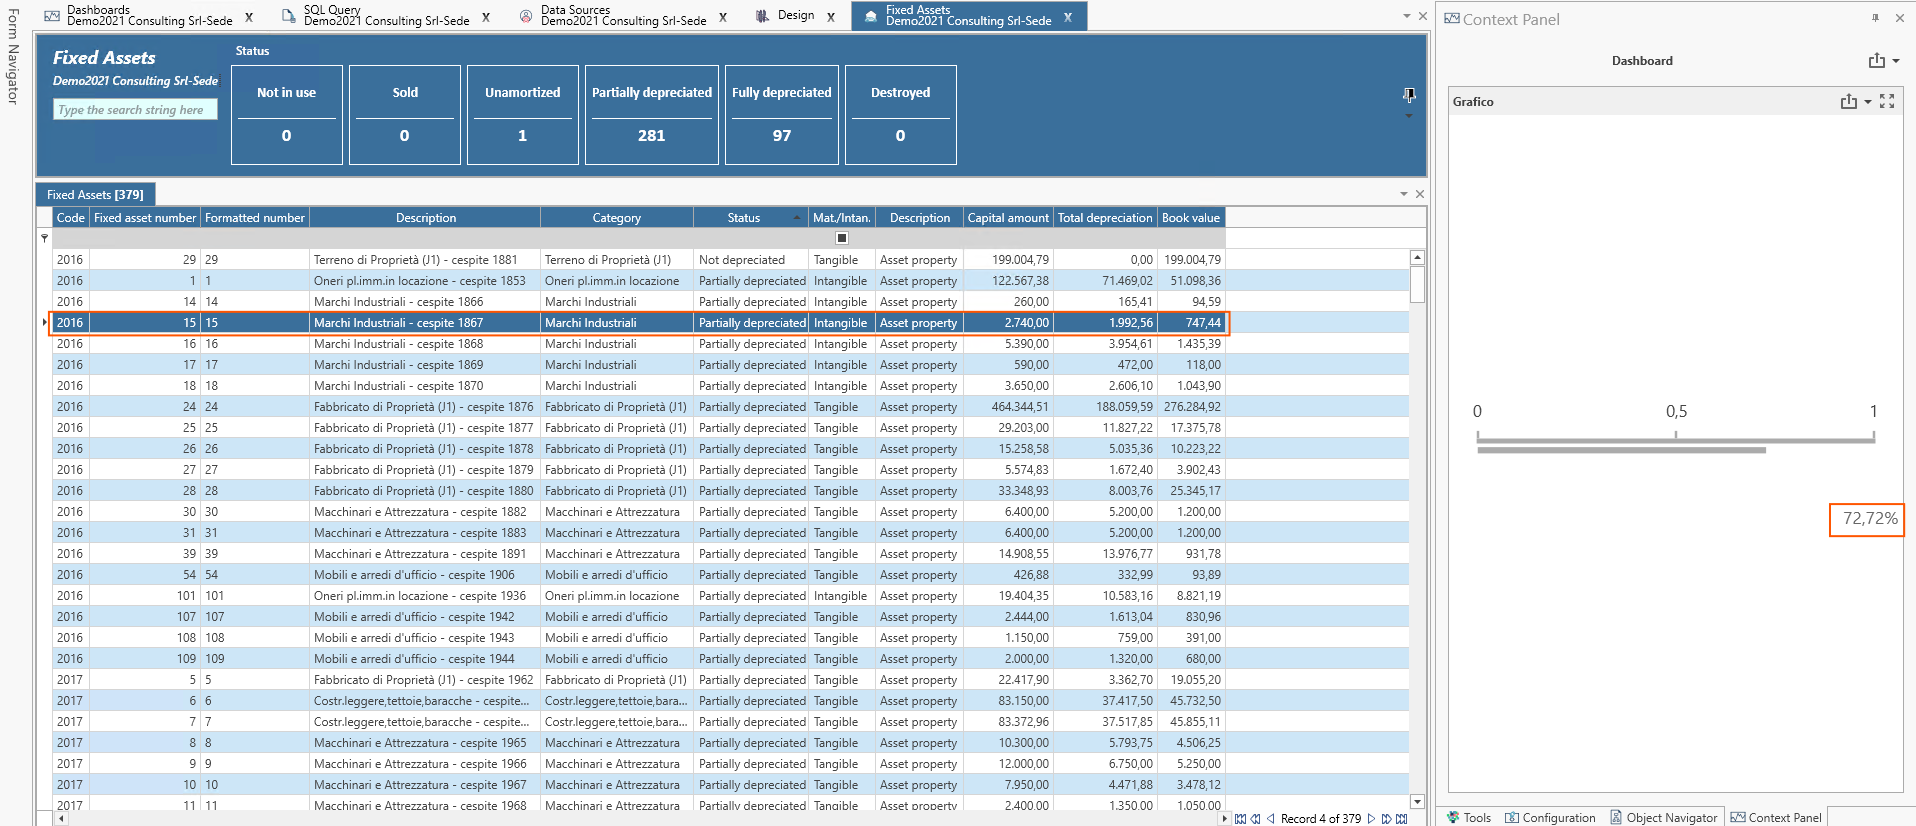 Form Navigator
Dashboards
Demo2021 Consulting Srl-Sede X
SQL Query
Demo2021 Consulting Srl-Sede X
Data Sources
Demo2021 Consulting Srl-Sede X
Design X
Fixed Assets
Demo2021 Consulting Srl-Sede X
Fixed Assets
Demo2021 Consulting Srl-Sede
Type the search string here
Status
Not in use
0
Sold
0
Unamortized
1
Partially depreciated
281
Fully depreciated
97
Destroyed
0
Fixed Assets [379]
Code Fixed asset number Formatted number Description Category Status Mat./Intan. Description Capital amount Total depreciation Book value
2016 29 29 Terreno di Proprietà (J1) - cespite 1881 Terreno di Proprietà (J1) Not depreciated Tangible Asset property 199.004,79 0,00 199.004,79
2016 1 1 Oneri pl.imm.in locazione - cespite 1853 Oneri pl.imm.in locazione Partially depreciated Intangible Asset property 122.567,38 71.469,02 51.098,36
2016 14 14 Marchi Industriali - cespite 1866 Marchi Industriali Partially depreciated Intangible Asset property 260,00 165,41 94,59
2016 15 15 Marchi Industriali - cespite 1867 Marchi Industriali Partially depreciated Intangible Asset property 2.740,00 1.992,56 747,44
2016 16 16 Marchi Industriali - cespite 1868 Marchi Industriali Partially depreciated Intangible Asset property 5.390,00 3.954,61 1.435,39
2016 17 17 Marchi Industriali - cespite 1869 Marchi Industriali Partially depreciated Intangible Asset property 590,00 472,00 118,00
2016 18 18 Marchi Industriali - cespite 1870 Marchi Industriali Partially depreciated Intangible Asset property 3.650,00 2.606,10 1.043,90
2016 24 24 Fabbricato di Proprietà (J1) - cespite 1876 Fabbricato di Proprietà (J1) Partially depreciated Tangible Asset property 464.344,51 188.059,59 276.284,92
2016 25 25 Fabbricato di Proprietà (J1) - cespite 1877 Fabbricato di Proprietà (J1) Partially depreciated Tangible Asset property 29.203,00 11.827,22 17.375,78
2016 26 26 Fabbricato di Proprietà (J1) - cespite 1878 Fabbricato di Proprietà (J1) Partially depreciated Tangible Asset property 15.258,58 5.035,36 10.223,22
2016 27 27 Fabbricato di Proprietà (J1) - cespite 1879 Fabbricato di Proprietà (J1) Partially depreciated Tangible Asset property 5.574,83 1.672,40 3.902,43
2016 28 28 Fabbricato di Proprietà (J1) - cespite 1880 Fabbricato di Proprietà (J1) Partially depreciated Tangible Asset property 33.348,93 8.003,76 25.345,17
2016 30 30 Macchinari e Attrezzatura - cespite 1882 Macchinari e Attrezzatura Partially depreciated Tangible Asset property 6.400,00 5.200,00 1.200,00
2016 31 31 Macchinari e Attrezzatura - cespite 1883 Macchinari e Attrezzatura Partially depreciated Tangible Asset property 6.400,00 5.200,00 1.200,00
2016 39 39 Macchinari e Attrezzatura - cespite 1891 Macchinari e Attrezzatura Partially depreciated Tangible Asset property 14.908,55 13.976,77 931,78
2016 54 54 Mobili e arredi d'ufficio - cespite 1906 Mobili e arredi d'ufficio Partially depreciated Tangible Asset property 426,88 332,99 93,89
2016 101 101 Oneri pl.imm.in locazione - cespite 1936 Oneri pl.imm.in locazione Partially depreciated Intangible Asset property 19.404,35 10.583,16 8.821,19
2016 107 107 Mobili e arredi d'ufficio - cespite 1942 Mobili e arredi d'ufficio Partially depreciated Tangible Asset property 2.444,00 1.613,04 830,96
2016 108 108 Mobili e arredi d'ufficio - cespite 1943 Mobili e arredi d'ufficio Partially depreciated Tangible Asset property 1.150,00 759,00 391,00
2016 109 109 Mobili e arredi d'ufficio - cespite 1944 Mobili e arredi d'ufficio Partially depreciated Tangible Asset property 2.000,00 1.320,00 680,00
2017 5 5 Fabbricato di Proprietà (J1) - cespite 1962 Fabbricato di Proprietà (J1) Partially depreciated Tangible Asset property 22.417,90 3.362,70 19.055,20
2017 6 6 Costr.leggere,tettoie,baracche - cespite... Costr.leggere,tettoie,bara... Partially depreciated Tangible Asset property 83.150,00 37.417,50 45.732,50
2017 7 7 Costr.leggere,tettoie,baracche - cespite... Costr.leggere,tettoie,bara... Partially depreciated Tangible Asset property 83.372,96 37.517,85 45.855,11
2017 8 8 Macchinari e Attrezzatura - cespite 1965 Macchinari e Attrezzatura Partially depreciated Tangible Asset property 10.300,00 5.793,75 4.506,25
2017 9 9 Macchinari e Attrezzatura - cespite 1966 Macchinari e Attrezzatura Partially depreciated Tangible Asset property 12.000,00 6.750,00 5.250,00
2017 10 10 Macchinari e Attrezzatura - cespite 1967 Macchinari e Attrezzatura Partially depreciated Tangible Asset property 7.950,00 4.471,88 3.478,12
2017 11 11 Macchinari e Attrezzatura - cespite 1968 Macchinari e Attrezzatura Partially depreciated Tangible Asset property 2.400,00 1.350,00 1.050,00
Record 4 of 379
Context Panel
Dashboard
Grafico
0 0,5 1
72,72%
Tools Configuration Object Navigator Context Panel